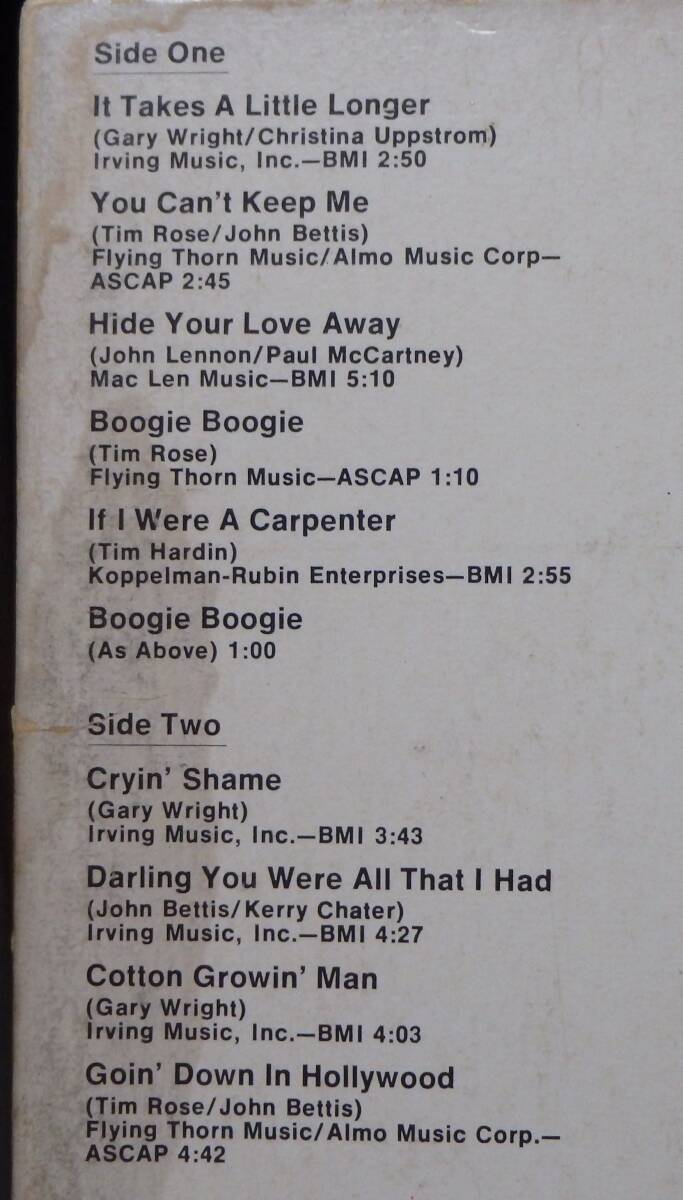 Side One
It Takes A Little Longer
(Gary Wright/Christina Uppstrom)
Irving Music, Inc.—BMI 2:50
You Can't Keep Me
(Tim Rose/John Bettis)
Flying Thorn Music/Almo Music Corp—
ASCAP 2:45
Hide Your Love Away
(John Lennon/Paul McCartney)
Mac Len Music—BMI 5:10
Boogie Boogie
(Tim Rose)
Flying Thorn Music—ASCAP 1:10
If I Were A Carpenter
(Tim Hardin)
Koppelman-Rubin Enterprises—BMI 2:55
Boogie Boogie
(As Above) 1:00
Side Two
Cryin' Shame
(Gary Wright)
Irving Music, Inc.—BMI 3:43
Darling You Were All That I Had
(John Bettis/Kerry Chater)
Irving Music, Inc.—BMI 4:27
Cotton Growin' Man
(Gary Wright)
Irving Music, Inc.—BMI 4:03
Goin' Down In Hollywood
(Tim Rose/John Bettis)
Flying Thorn Music/Almo Music Corp.—
ASCAP 4:42